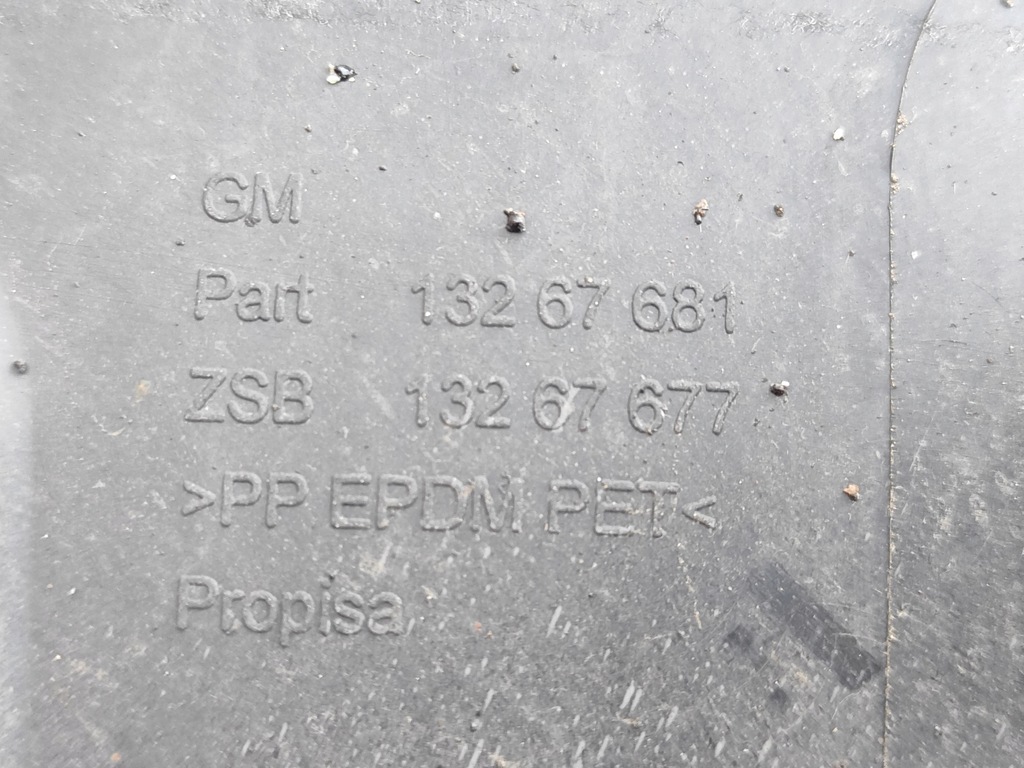 GM
Part 132 67 681
ZSB 132 67 677
>PP EPDM PET<
Propisa